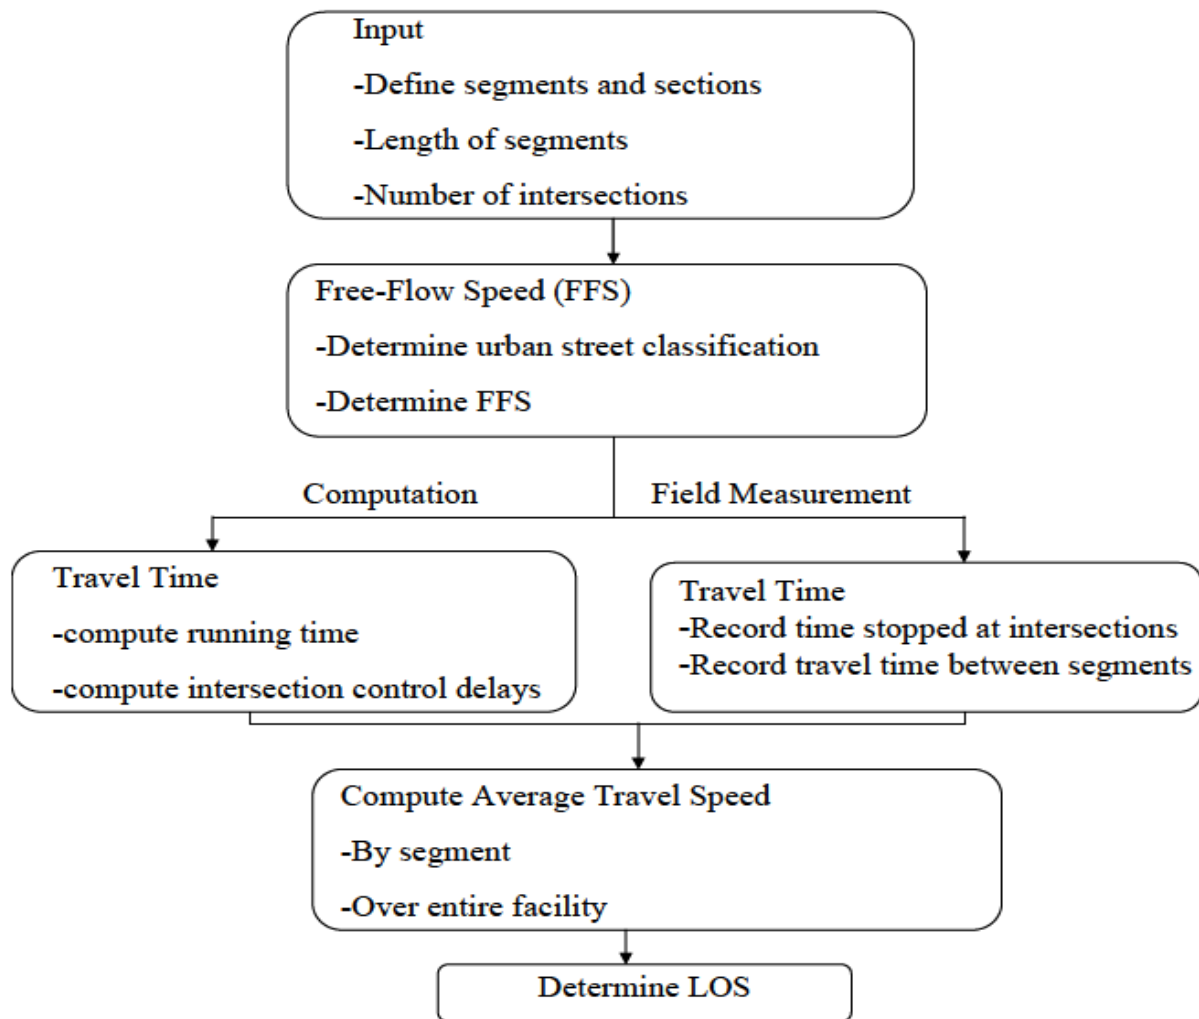 Input
-Define segments and sections
-Length of segments
-Number of intersections
Free-Flow Speed (FFS)
-Determine urban street classification
-Determine FFS
Computation
Field Measurement
Travel Time
-compute running time
-compute intersection control delays
Travel Time
-Record time stopped at intersections
-Record travel time between segments
Compute Average Travel Speed
-By segment
-Over entire facility
Determine LOS